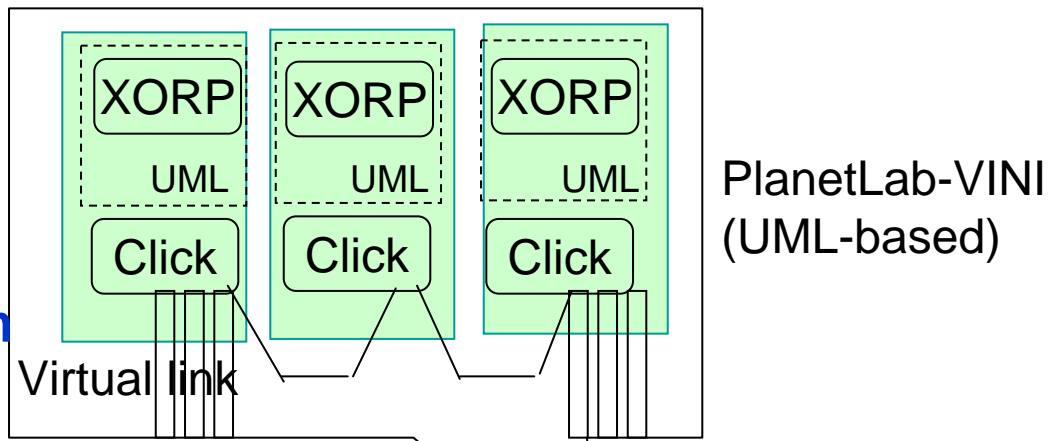 XORP XORP XORP
UML UML UML
PlanetLab-VINI
(UML-based)
Click Click Click
Virtual link